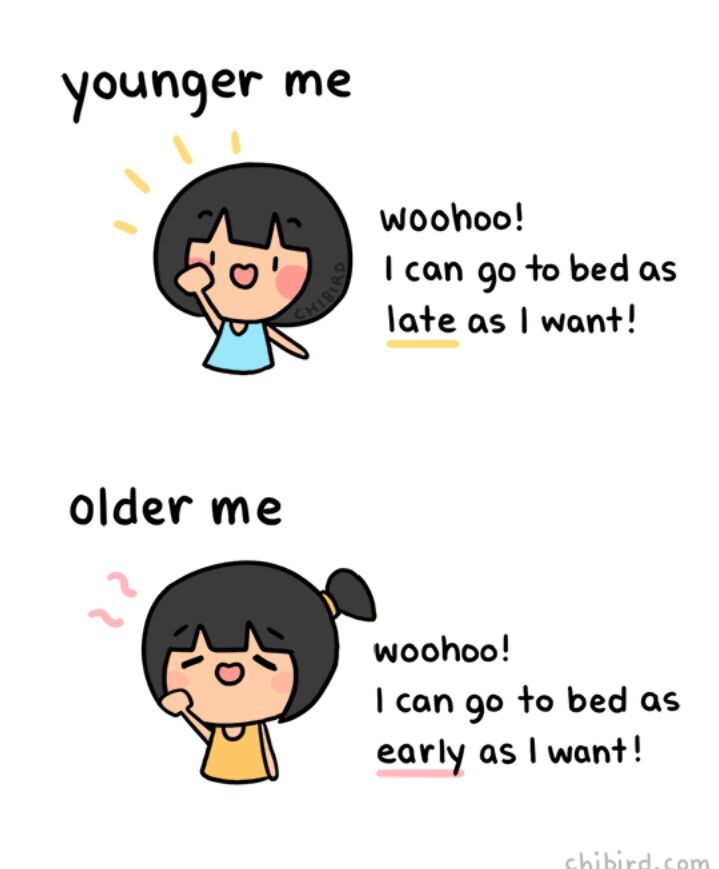 younger me
woohoo!
I can go to bed as
late as I want!
CHIBIRD
older me
woohoo!
I can go to bed as
early as I want!
chibird.com